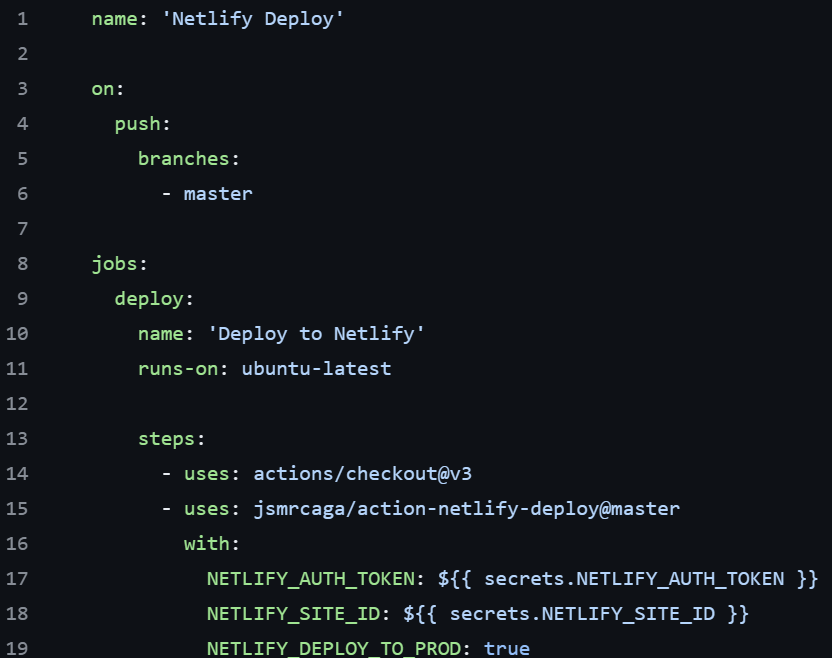 1 name: 'Netlify Deploy'
2
3 on:
4 push:
5 branches:
6 - master
7
8 jobs:
9 deploy:
10 name: 'Deploy to Netlify'
11 runs-on: ubuntu-latest
12
13 steps:
14 - uses: actions/checkout@v3
15 - uses: jsmrcaga/action-netlify-deploy@master
16 with:
17 NETLIFY_AUTH_TOKEN: ${{ secrets.NETLIFY_AUTH_TOKEN }}
18 NETLIFY_SITE_ID: ${{ secrets.NETLIFY_SITE_ID }}
19 NETLIFY_DEPLOY_TO_PROD: true